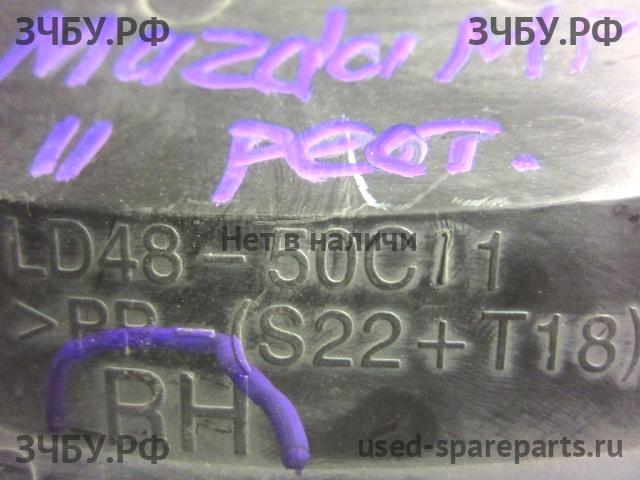 ЗЧБУ.РФ ЗЧБУ.РФ
Mazda MP
II рест.
Нет в наличи
LD48-50C11
>PP-(S22+T18)
RH
ЗЧБУ.РФ used-spareparts.ru